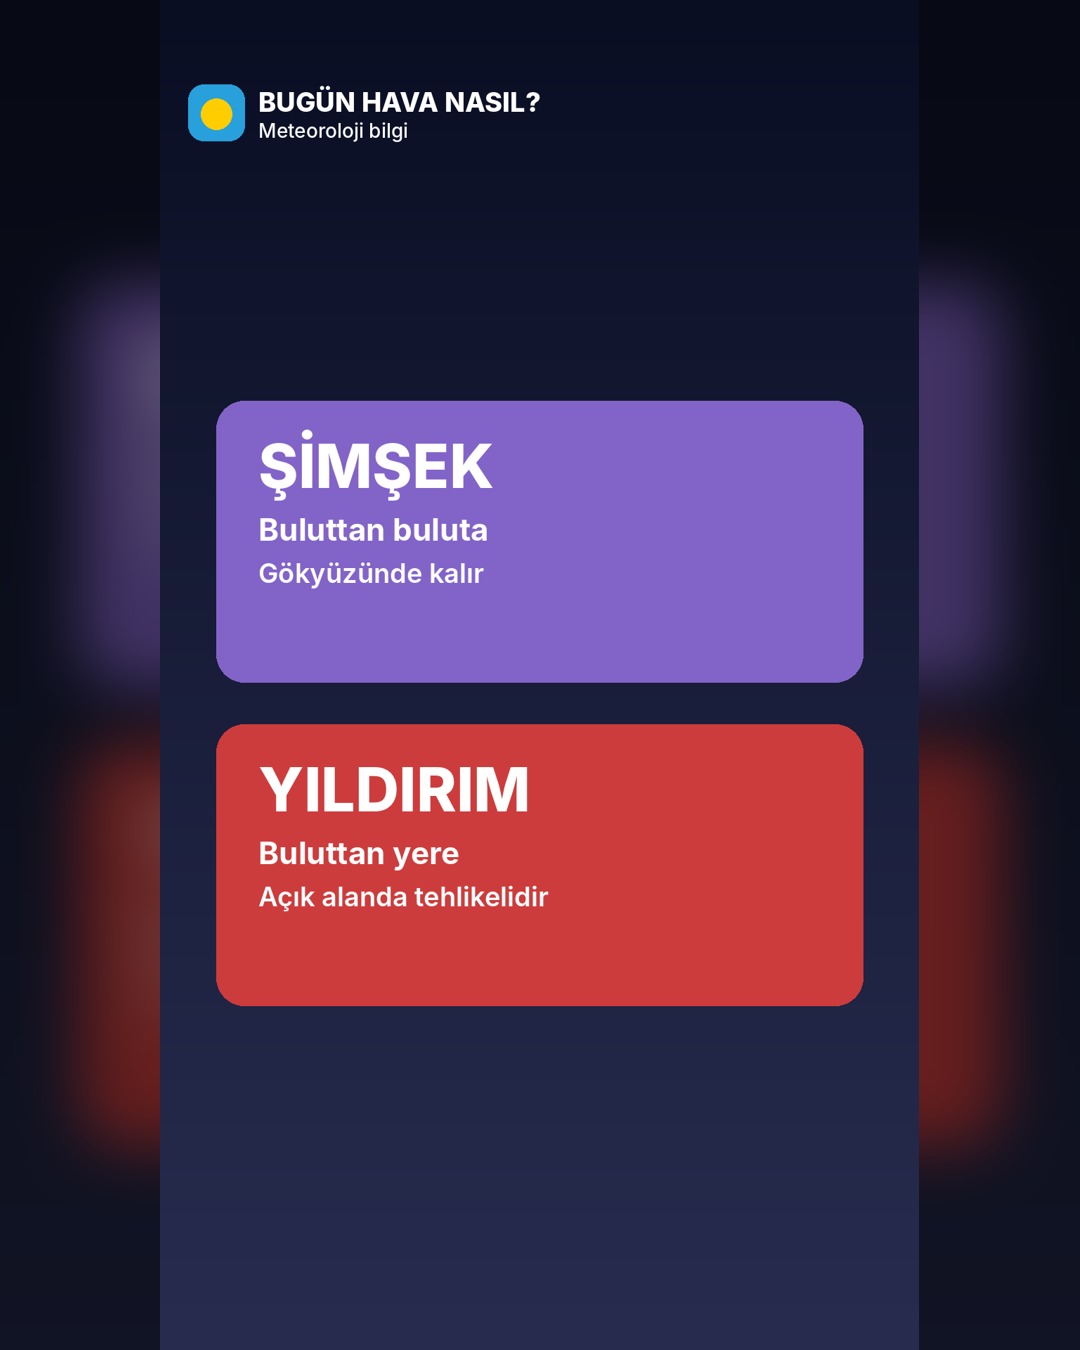 BUGÜN HAVA NASIL?
Meteoroloji bilgi
ŞİMŞEK
Buluttan buluta
Gökyüzünde kalır
YILDIRIM
Buluttan yere
Açık alanda tehlikelidir